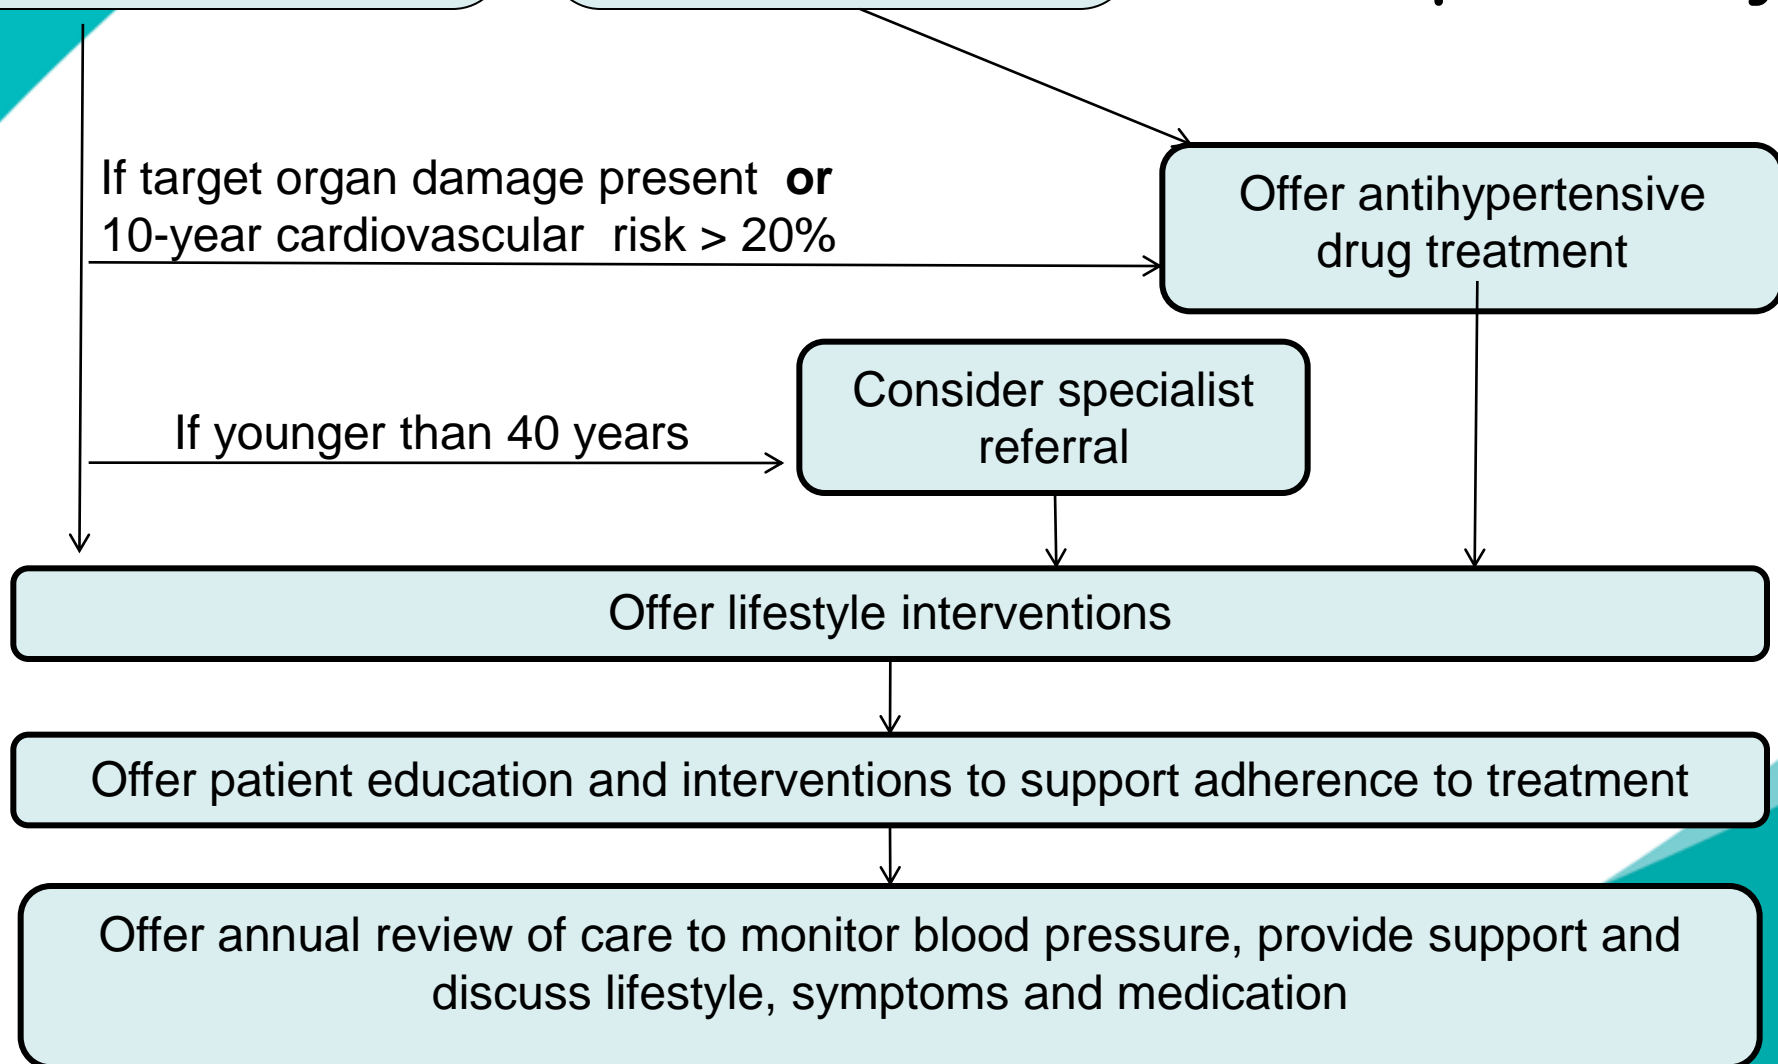 If target organ damage present or
10-year cardiovascular risk > 20%
Offer antihypertensive
drug treatment
Consider specialist
referral
If younger than 40 years
Offer lifestyle interventions
Offer patient education and interventions to support adherence to treatment
Offer annual review of care to monitor blood pressure, provide support and
discuss lifestyle, symptoms and medication